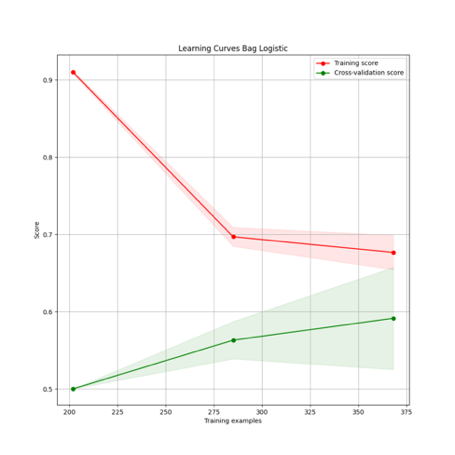 Learning Curves Bag Logistic
Training score
Cross-validation score
Score
0.9
0.8
0.7
0.6
0.5
200 225 250 275 300 325 350 375
Training examples